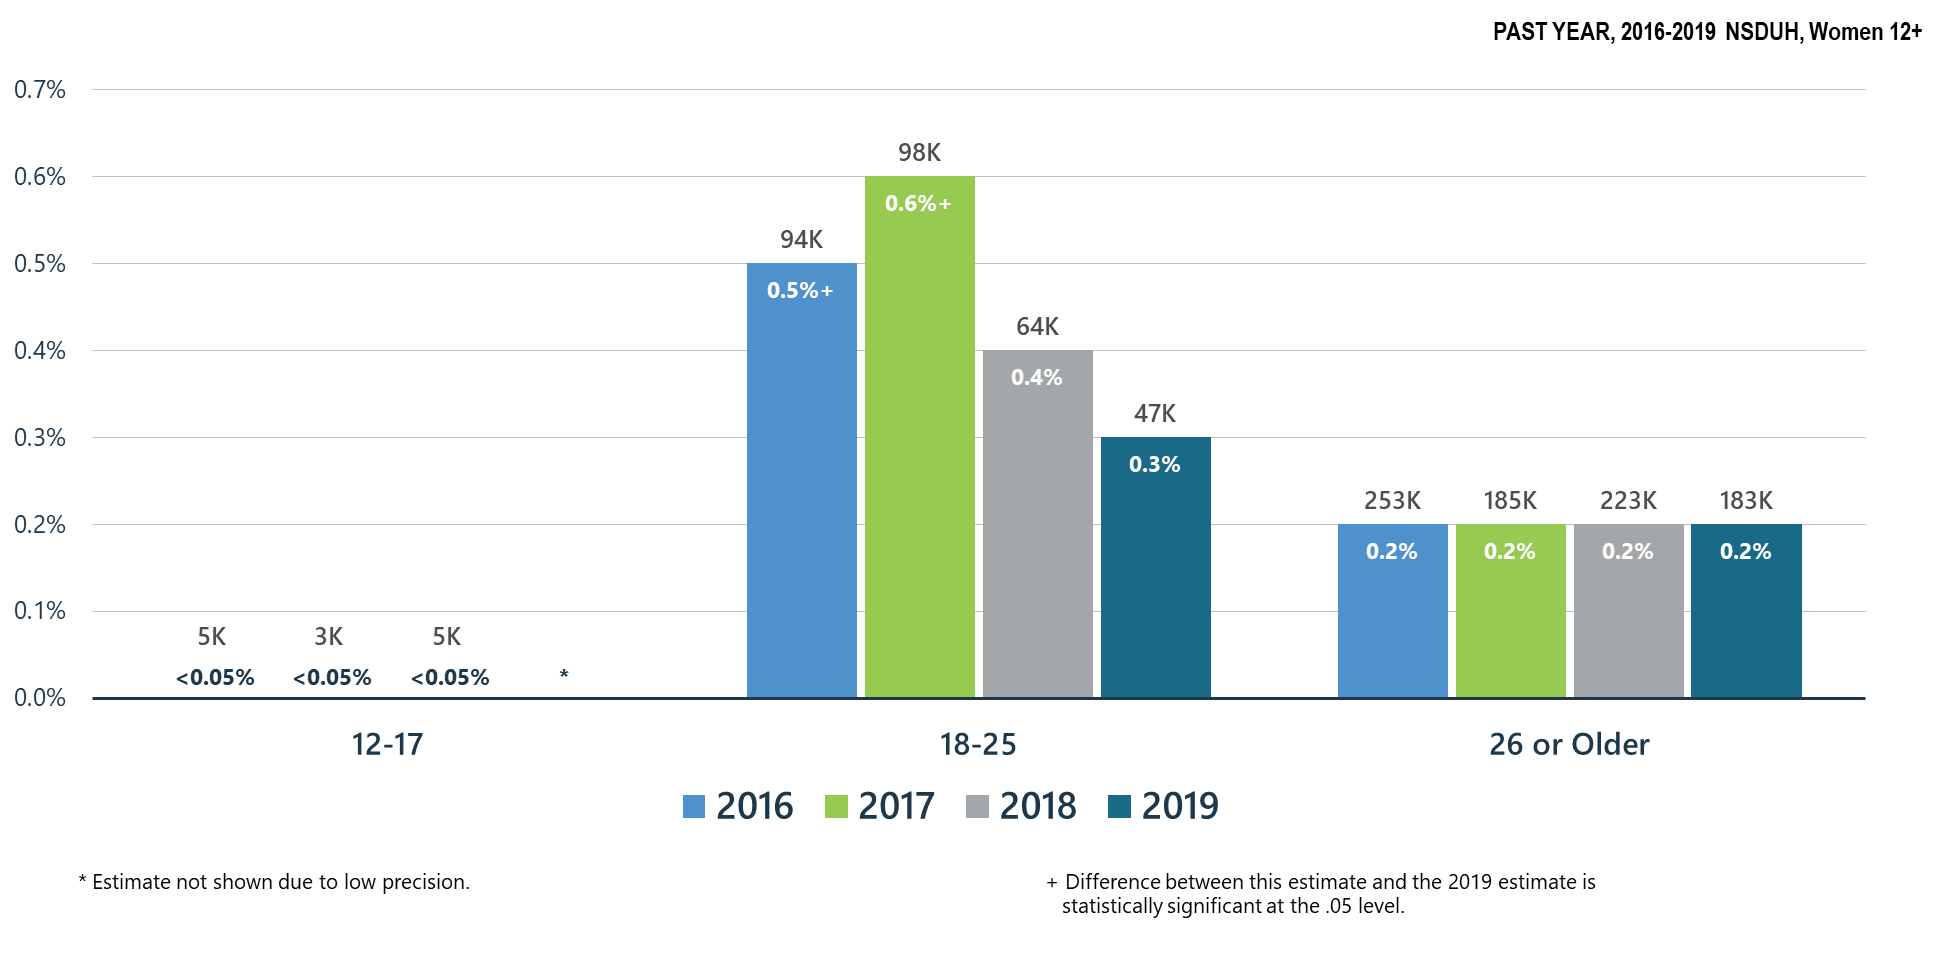 PAST YEAR, 2016-2019 NSDUH, Women 12+
0.7%
98K
0.6%
0.6%+
94K
0.5%
0.5%+
64K
0.4%
0.4%
47K
0.3%
0.3%
253K 185K 223K 183K
0.2%
0.2% 0.2% 0.2% 0.2%
0.1%
5K 3K 5K
<0.05% <0.05% <0.05% *
0.0%
12-17 18-25 26 or Older
2016 2017 2018 2019
* Estimate not shown due to low precision.
+ Difference between this estimate and the 2019 estimate is
statistically significant at the .05 level.